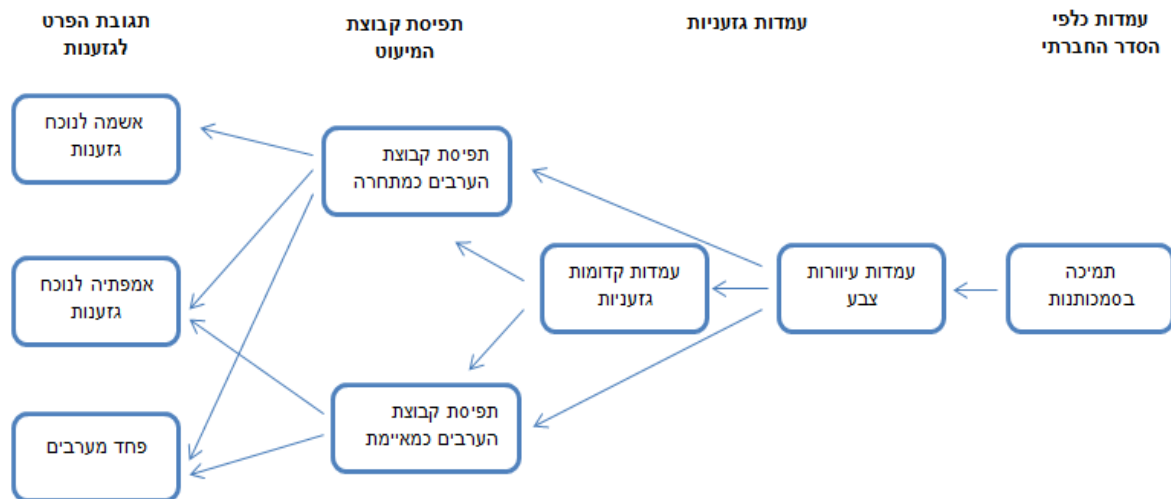 עמדות כלפי
הסדר החברתי
עמדות גזעניות
תפיסת קבוצת
המיעוט
תגובת הפרט
לגזענות
תמיכה
בסמכותנות
עמדות עיוורות
צבע
עמדות קדומות
גזעניות
תפיסת קבוצת
הערבים כמתחרה
תפיסת קבוצת
הערבים כמאיימת
אשמה לנוכח
גזענות
אמפתיה לנוכח
גזענות
פחד מערבים